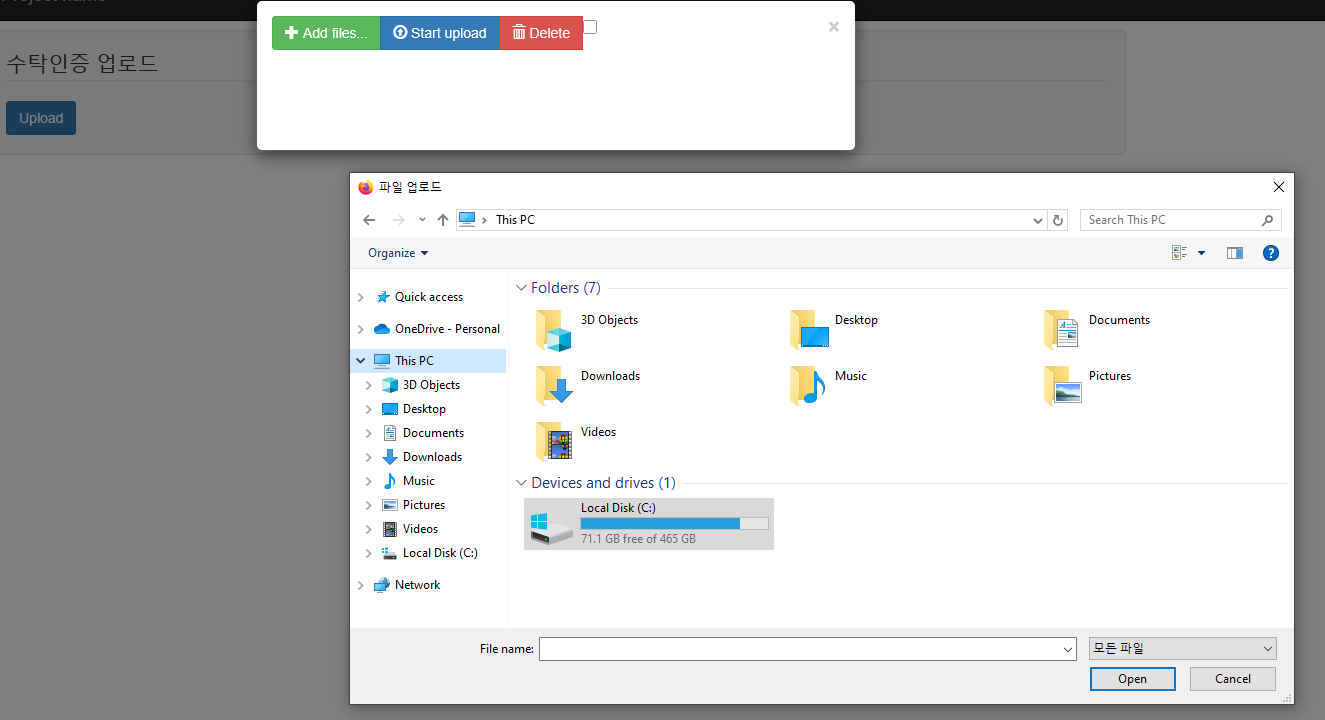 Project name
Add files...
Start upload
Delete
×
수탁인증 업로드
Upload
파일 업로드
This PC
Search This PC
Organize
?
Quick access
OneDrive - Personal
This PC
3D Objects
Desktop
Documents
Downloads
Music
Pictures
Videos
Local Disk (C:)
Network
Folders (7)
3D Objects
Desktop
Documents
Downloads
Music
Pictures
Videos
Devices and drives (1)
Local Disk (C:)
71.1 GB free of 465 GB
File name:
모든 파일
Open
Cancel